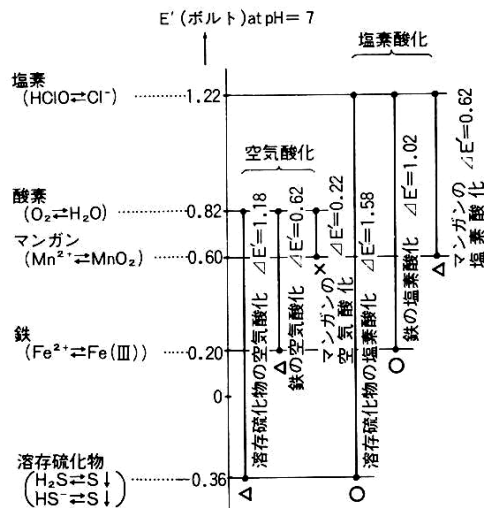 E′(ボルト)at pH=7
塩素酸化
塩素
(HClO⇄Cl⁻)
1.22
空気酸化
酸素
(O₂⇄H₂O)
0.82
マンガン
(Mn²⁺⇄MnO₂)
0.60
鉄
(Fe²⁺⇄Fe(Ⅲ))
0.20
0
溶存硫化物
(H₂S⇄S↓)
(HS⁻⇄S↓)
-0.36
溶存硫化物の空気酸化 ⊿E′=1.18
鉄の空気酸化 ⊿E′=0.62
マンガンの
空気酸化 ⊿E′=0.22
溶存硫化物の塩素酸化 ⊿E′=1.58
鉄の塩素酸化 ⊿E′=1.02
マンガンの
塩素酸化 ⊿E′=0.62
△
△
×
○
○
△